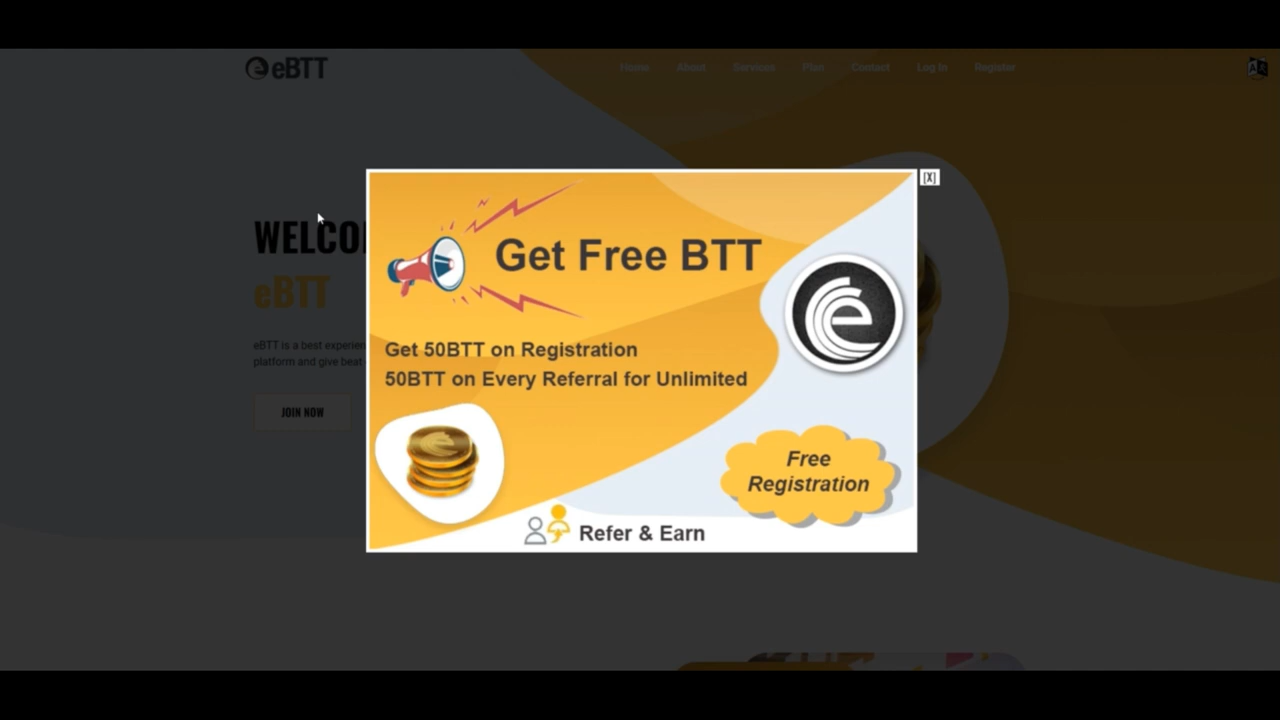 eBTT
Home About Services Plan Contact Log In Register
[X]
WELCO
eBTT
eBTT is a best experien
platform and give beat
JOIN NOW
Get Free BTT
Get 50BTT on Registration
50BTT on Every Referral for Unlimited
Free
Registration
Refer & Earn